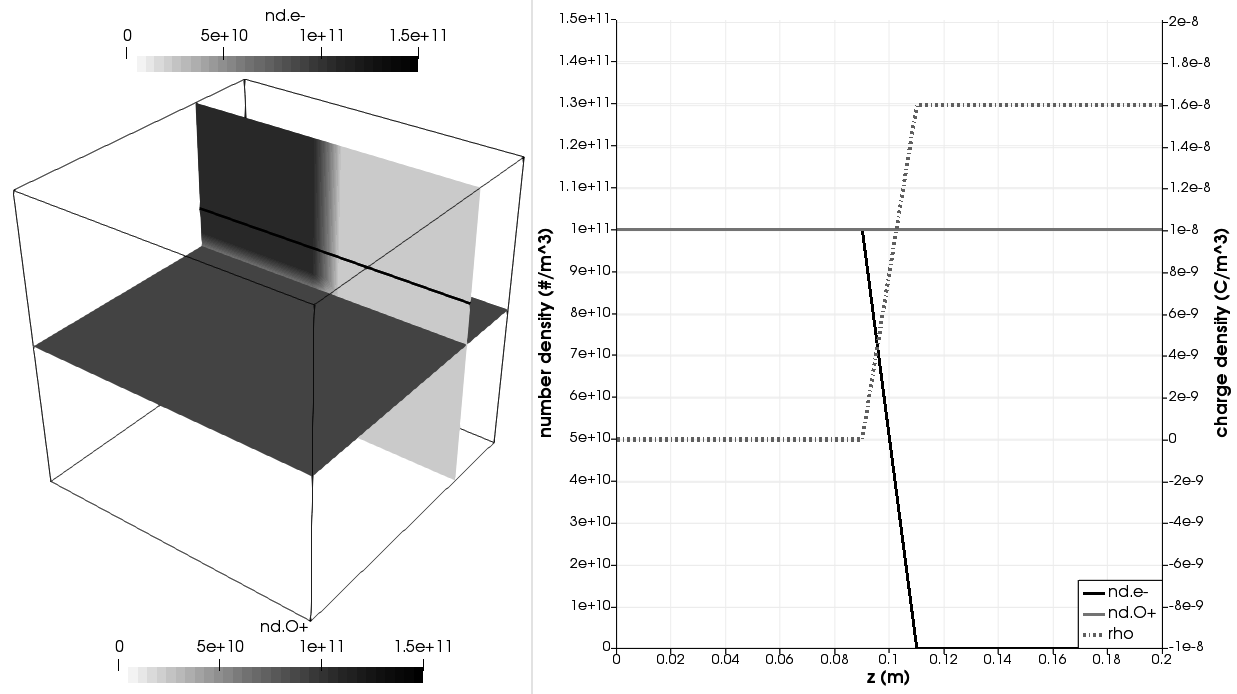 nd.e-
0 5e+10 1e+11 1.5e+11
nd.O+
0 5e+10 1e+11 1.5e+11
1.5e+11
1.4e+11
1.3e+11
1.2e+11
1.1e+11
1e+11
9e+10
8e+10
7e+10
6e+10
5e+10
4e+10
3e+10
2e+10
1e+10
0
number density (#/m^3)
0 0.02 0.04 0.06 0.08 0.1 0.12 0.14 0.16 0.18 0.2
z (m)
2e-8
1.8e-8
1.6e-8
1.4e-8
1.2e-8
1e-8
8e-9
6e-9
4e-9
2e-9
0
-2e-9
-4e-9
-6e-9
-8e-9
-1e-8
charge density (C/m^3)
nd.e-
nd.O+
rho